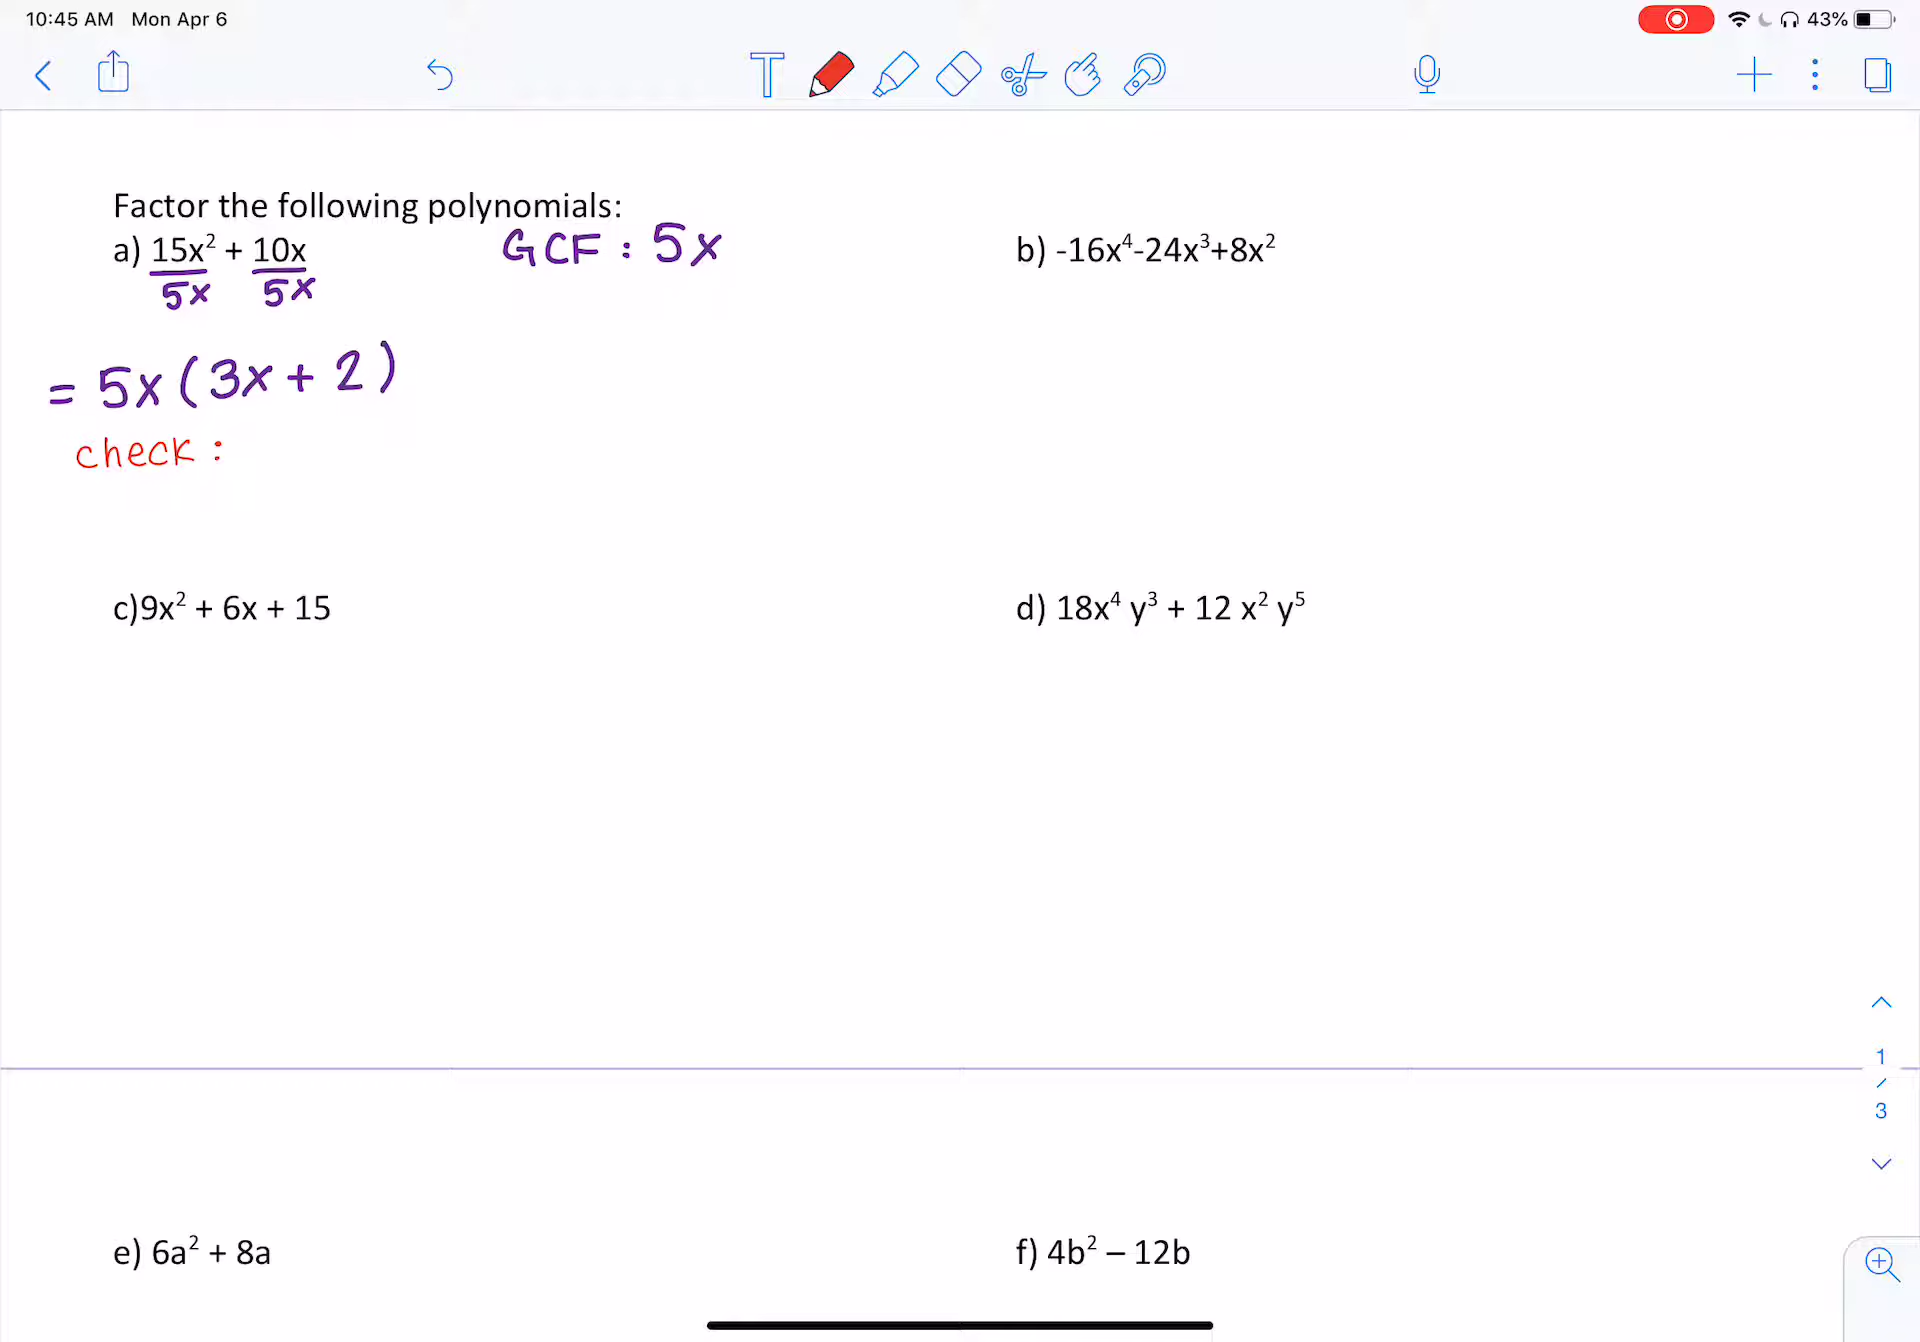 10:45 AM Mon Apr 6
43%
T
Factor the following polynomials:
a) 15x² + 10x
5x 5x
GCF : 5x
b) -16x⁴-24x³+8x²
= 5x (3x + 2)
check :
c)9x² + 6x + 15
d) 18x⁴ y³ + 12 x² y⁵
1
/
3
e) 6a² + 8a
f) 4b² – 12b